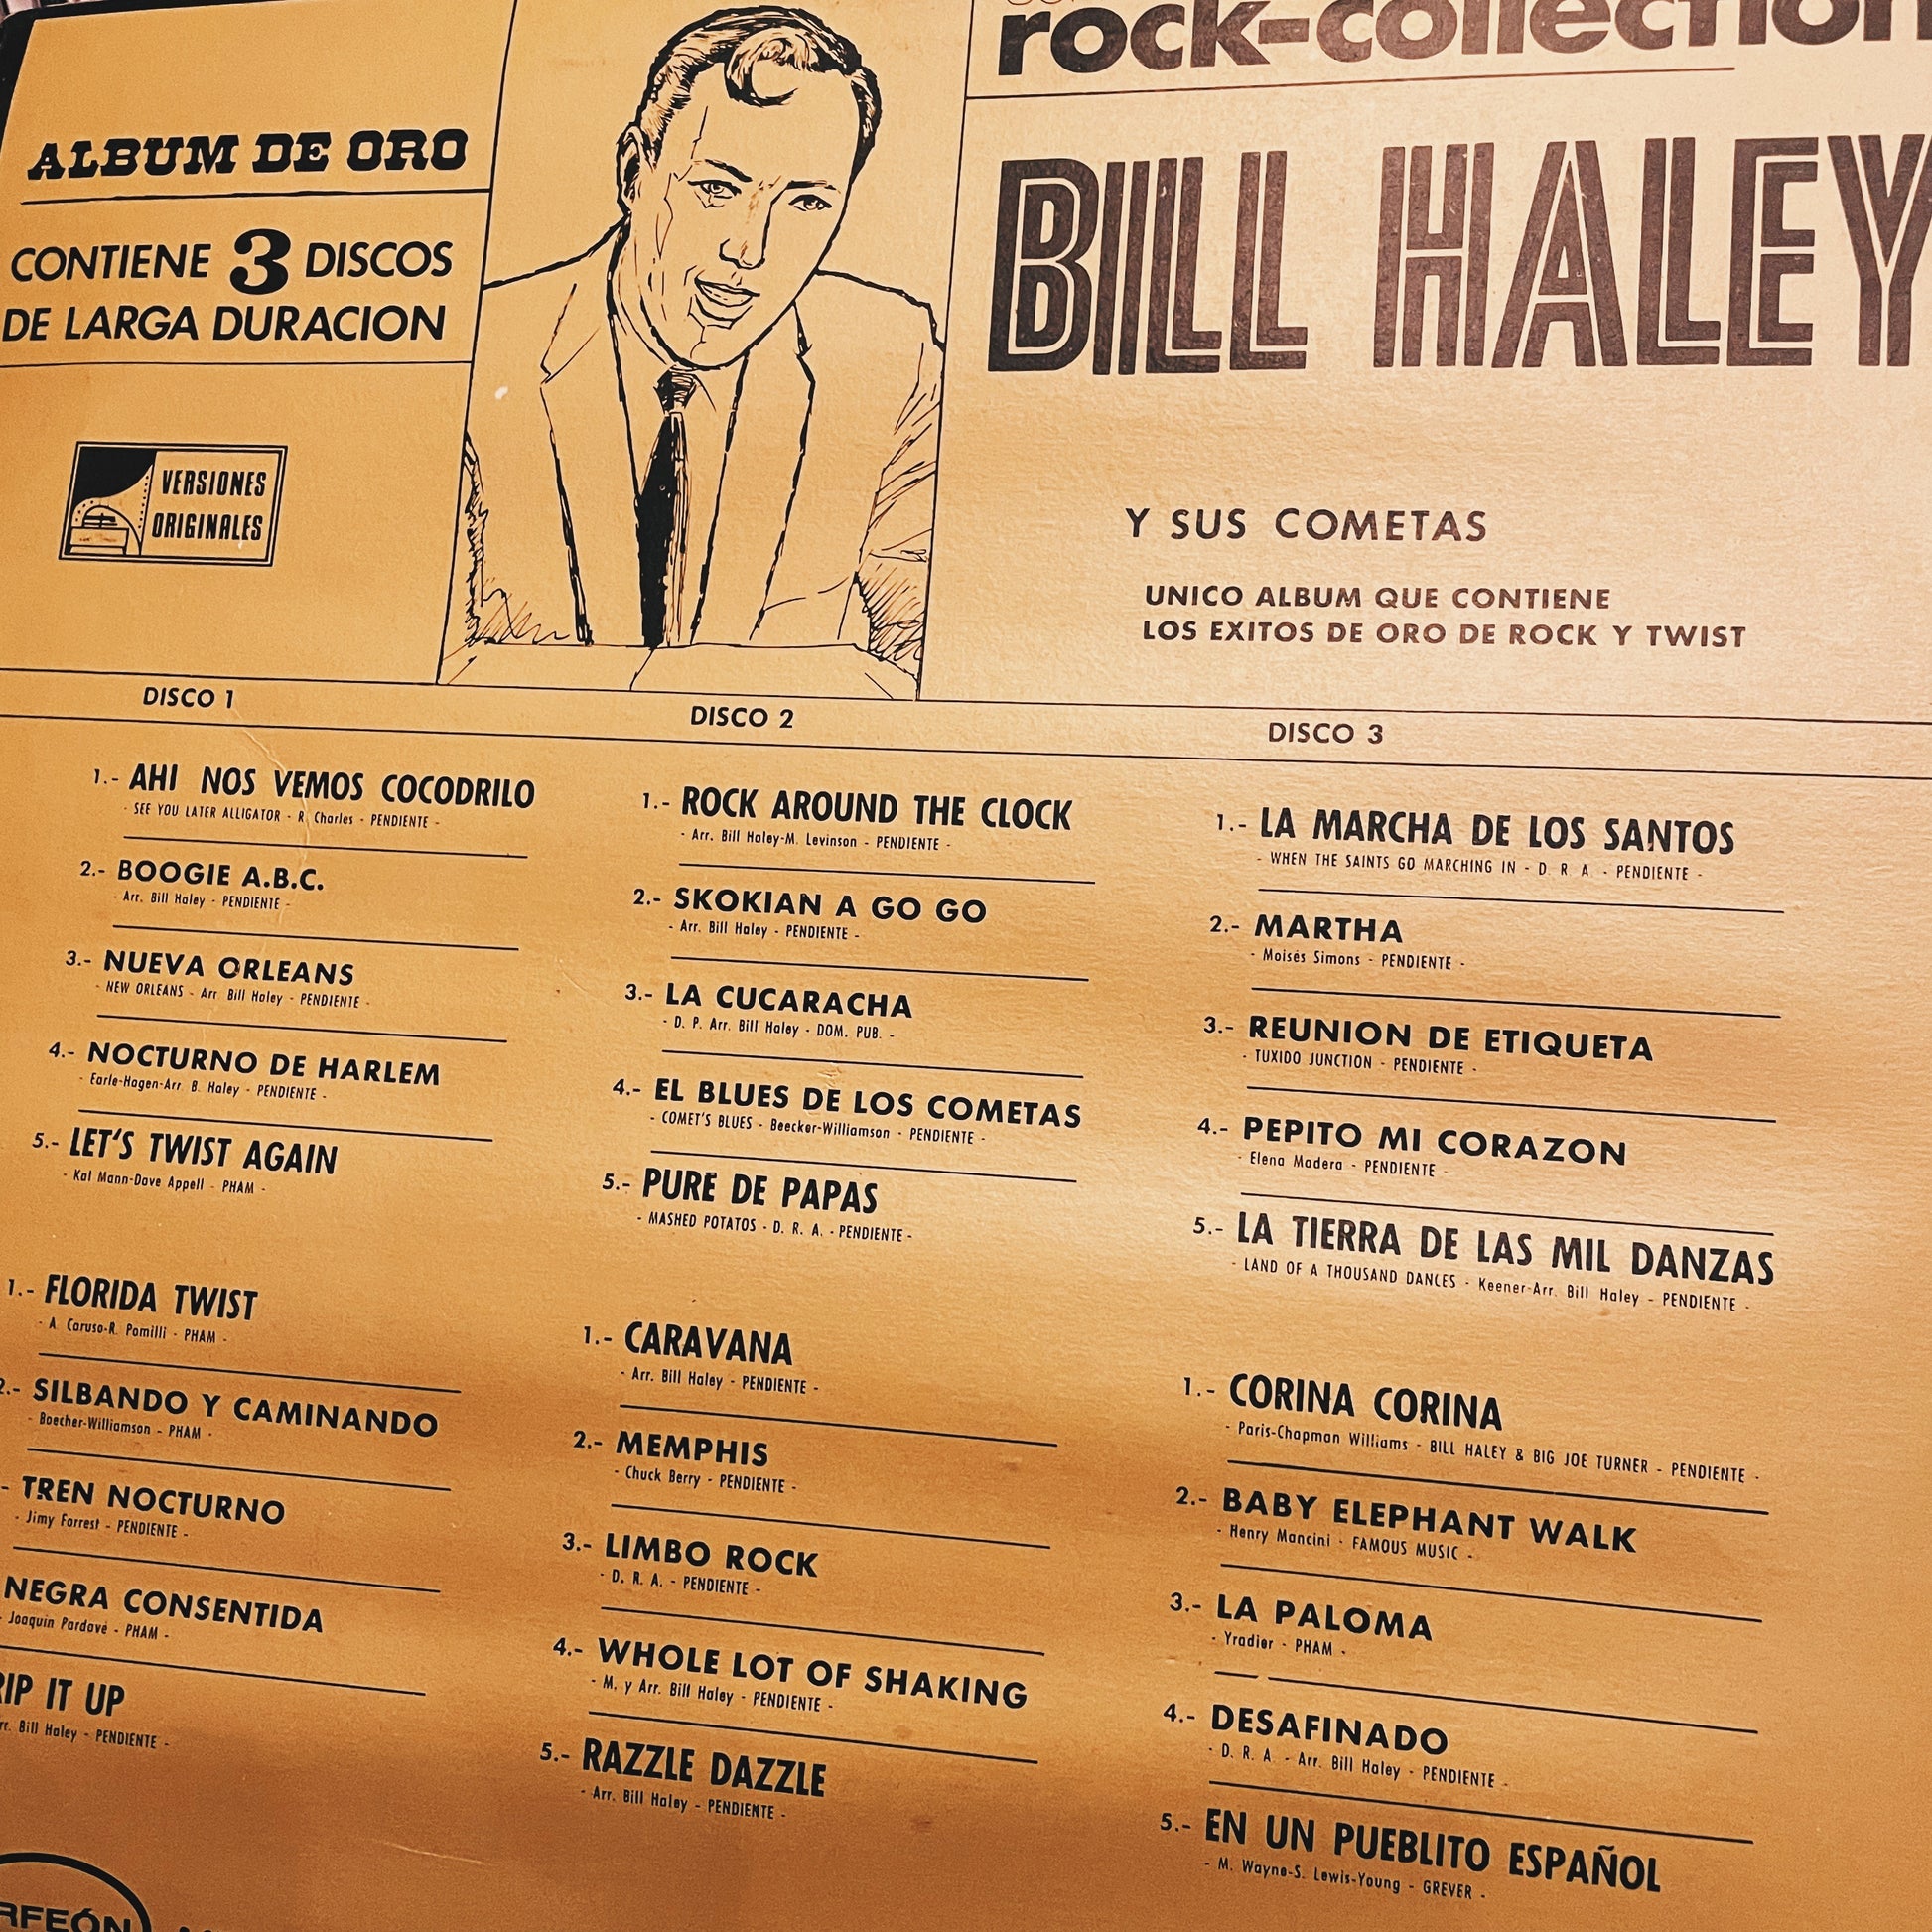 rock-collection
BILL HALEY
Y SUS COMETAS
UNICO ALBUM QUE CONTIENE
LOS EXITOS DE ORO DE ROCK Y TWIST
ALBUM DE ORO
CONTIENE 3 DISCOS
DE LARGA DURACION
VERSIONES
ORIGINALES
DISCO 1
1.- AHI NOS VEMOS COCODRILO
- SEE YOU LATER ALLIGATOR - R. Charles - PENDIENTE -
2.- BOOGIE A.B.C.
- Arr. Bill Haley - PENDIENTE -
3.- NUEVA ORLEANS
- NEW ORLEANS - Arr. Bill Haley - PENDIENTE -
4.- NOCTURNO DE HARLEM
- Earle-Hagen-Arr. B. Haley - PENDIENTE -
5.- LET'S TWIST AGAIN
- Kal Mann-Dave Appell - PHAM -
1.- FLORIDA TWIST
- A. Caruso-R. Pomilli - PHAM -
2.- SILBANDO Y CAMINANDO
- Boecher-Williamson - PHAM -
- TREN NOCTURNO
- Jimy Forrest - PENDIENTE -
NEGRA CONSENTIDA
- Joaquín Pardavé - PHAM -
RIP IT UP
Arr. Bill Haley - PENDIENTE -
DISCO 2
1.- ROCK AROUND THE CLOCK
- Arr. Bill Haley-M. Levinson - PENDIENTE -
2.- SKOKIAN A GO GO
- Arr. Bill Haley - PENDIENTE -
3.- LA CUCARACHA
- D. P. Arr. Bill Haley - DOM. PUB. -
4.- EL BLUES DE LOS COMETAS
- COMET'S BLUES - Beecker-Williamson - PENDIENTE -
5.- PURE DE PAPAS
- MASHED POTATOS - D. R. A. - PENDIENTE -
1.- CARAVANA
- Arr. Bill Haley - PENDIENTE -
2.- MEMPHIS
- Chuck Berry - PENDIENTE -
3.- LIMBO ROCK
- D. R. A. - PENDIENTE -
4.- WHOLE LOT OF SHAKING
- M. y Arr. Bill Haley - PENDIENTE -
5.- RAZZLE DAZZLE
- Arr. Bill Haley - PENDIENTE -
DISCO 3
1.- LA MARCHA DE LOS SANTOS
- WHEN THE SAINTS GO MARCHING IN - D. R. A. - PENDIENTE -
2.- MARTHA
- Moisés Simons - PENDIENTE -
3.- REUNION DE ETIQUETA
- TUXIDO JUNCTION - PENDIENTE -
4.- PEPITO MI CORAZON
- Elena Madera - PENDIENTE -
5.- LA TIERRA DE LAS MIL DANZAS
- LAND OF A THOUSAND DANCES - Keener-Arr. Bill Haley - PENDIENTE -
1.- CORINA CORINA
- Paris-Chapman Williams - BILL HALEY & BIG JOE TURNER - PENDIENTE -
2.- BABY ELEPHANT WALK
- Henry Mancini - FAMOUS MUSIC -
3.- LA PALOMA
- Yradier - PHAM -
4.- DESAFINADO
- D. R. A. - Arr. Bill Haley - PENDIENTE -
5.- EN UN PUEBLITO ESPAÑOL
- M. Wayne-S. Lewis-Young - GREVER -
RFEÓN